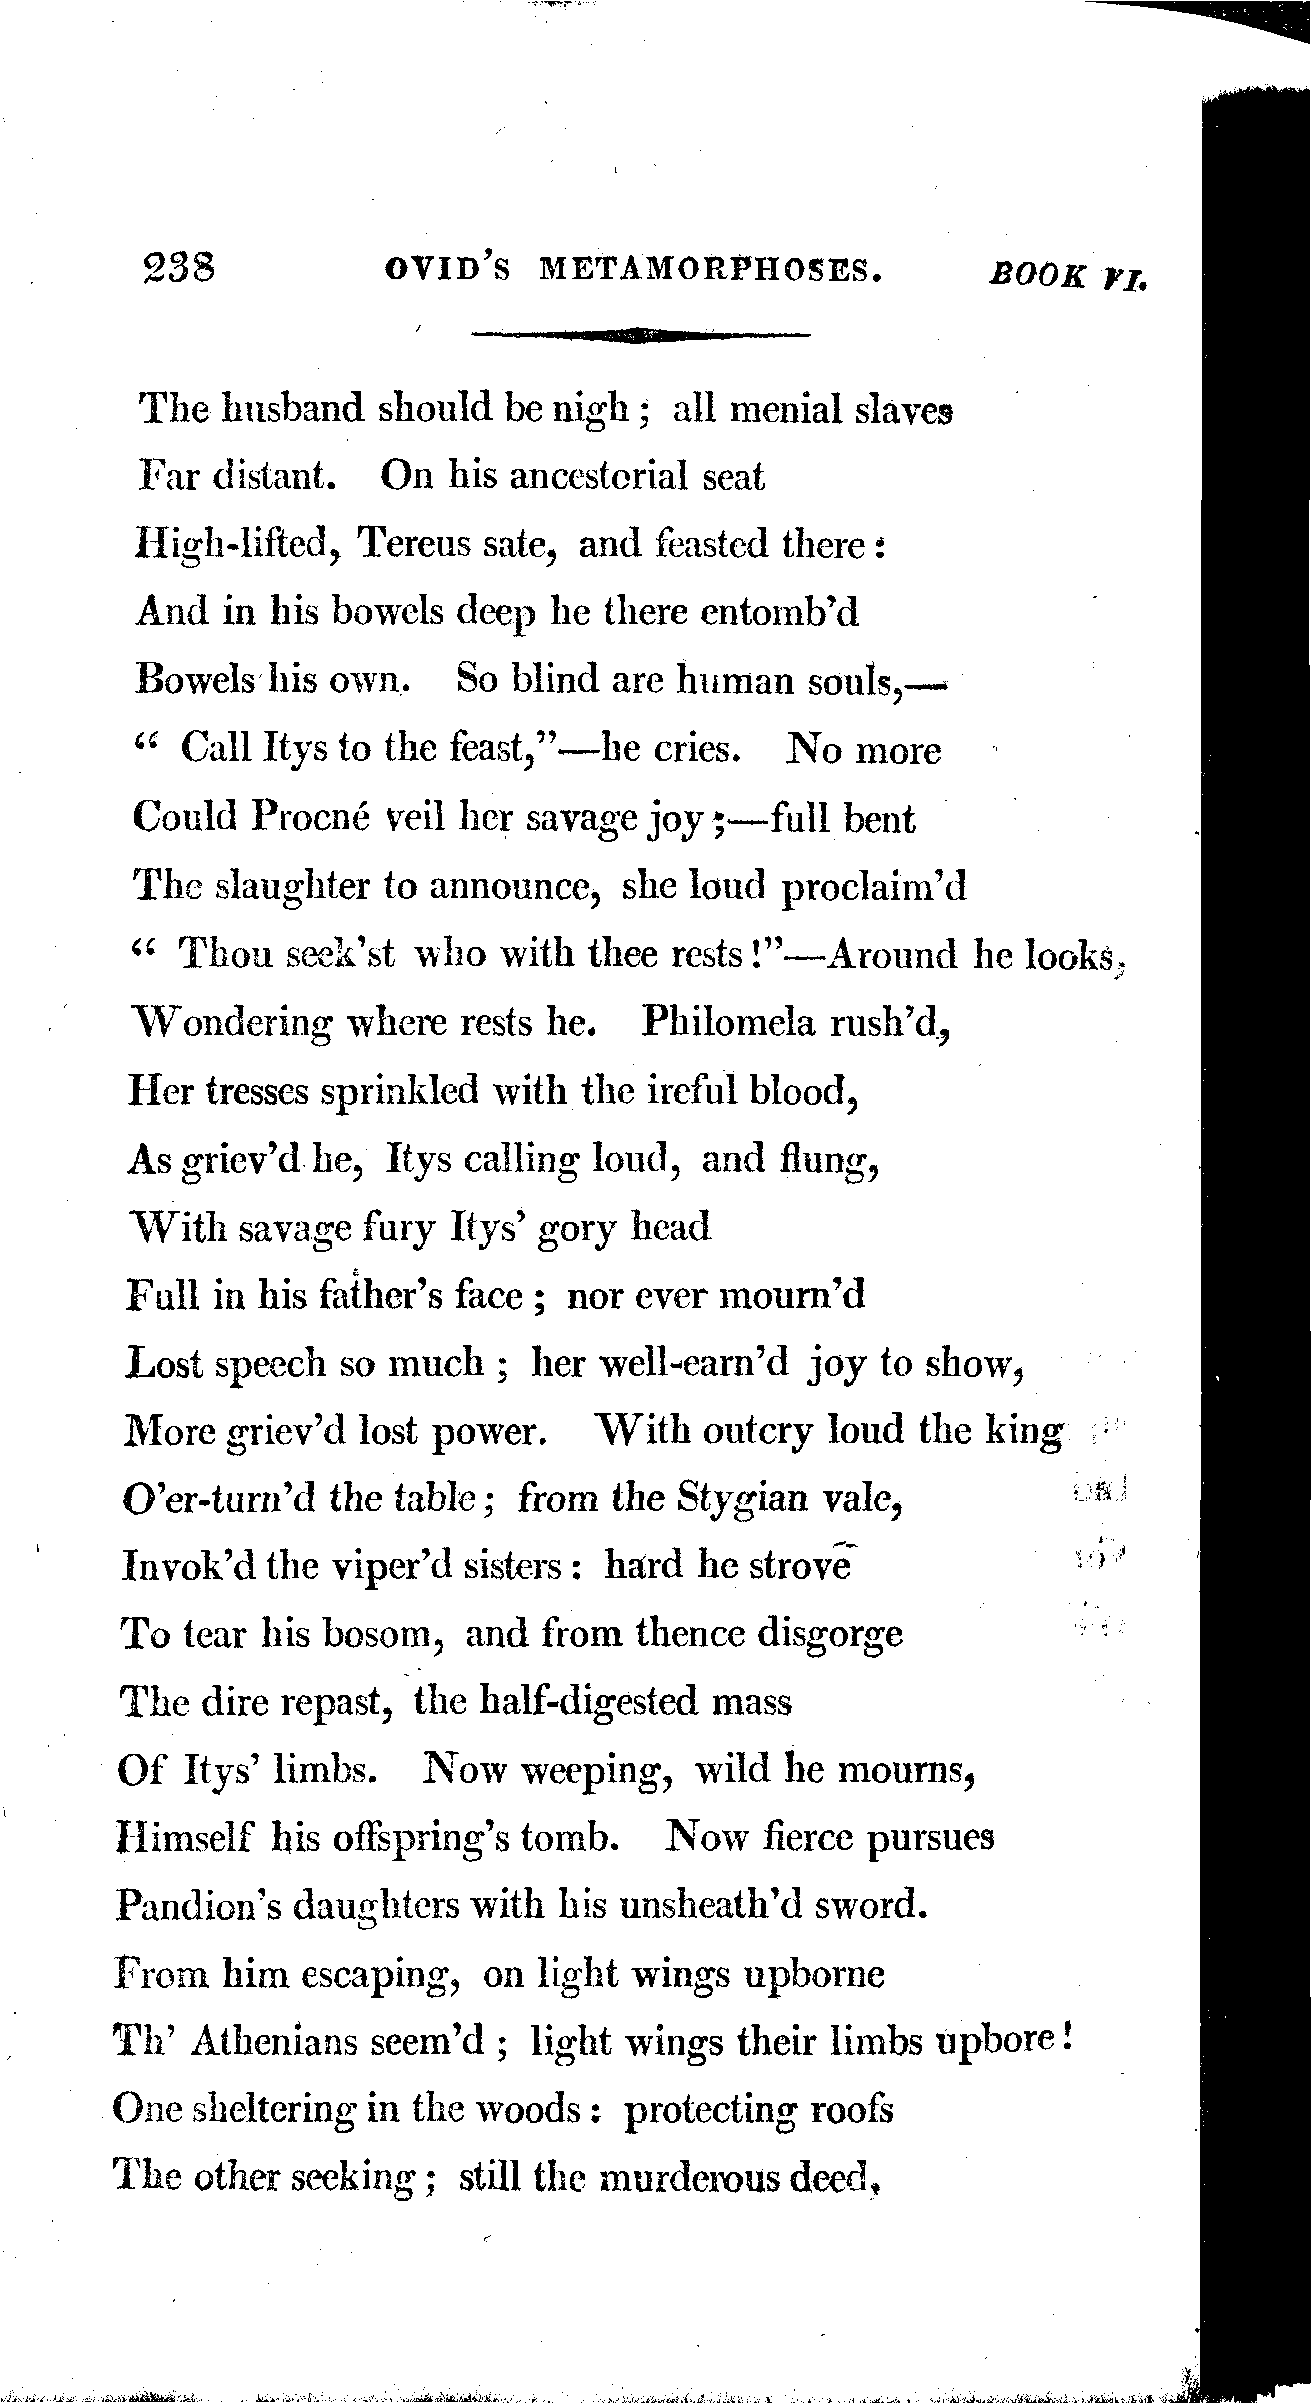 238 OVID'S METAMORPHOSES. BOOK VI.
The husband should be nigh; all menial slaves
Far distant. On his ancestorial seat
High-lifted, Tereus sate, and feasted there:
And in his bowels deep he there entomb'd
Bowels his own. So blind are human souls,—
“ Call Itys to the feast,”—he cries. No more
Could Procné veil her savage joy;—full bent
The slaughter to announce, she loud proclaim'd
“ Thou seek'st who with thee rests!”—Around he looks,
Wondering where rests he. Philomela rush'd,
Her tresses sprinkled with the ireful blood,
As griev'd he, Itys calling loud, and flung,
With savage fury Itys' gory head
Full in his father's face; nor ever mourn'd
Lost speech so much; her well-earn'd joy to show,
More griev'd lost power. With outcry loud the king
O'er-turn'd the table; from the Stygian vale,
Invok'd the viper'd sisters: hard he strove
To tear his bosom, and from thence disgorge
The dire repast, the half-digested mass
Of Itys' limbs. Now weeping, wild he mourns,
Himself his offspring's tomb. Now fierce pursues
Pandion's daughters with his unsheath'd sword.
From him escaping, on light wings upborne
Th' Athenians seem'd; light wings their limbs upbore!
One sheltering in the woods: protecting roofs
The other seeking; still the murderous deed,